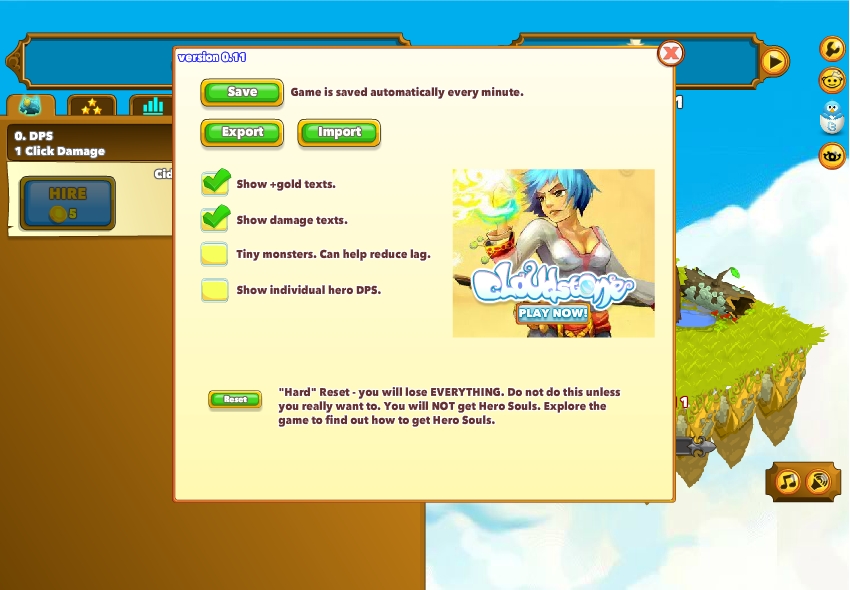 version 0.11
Save
Game is saved automatically every minute.
Export
Import
0. DPS
1 Click Damage
Cid
HIRE
5
Show +gold texts.
Show damage texts.
Tiny monsters. Can help reduce lag.
Show individual hero DPS.
Cloudstone
PLAY NOW!
Reset
"Hard" Reset - you will lose EVERYTHING. Do not do this unless
you really want to. You will NOT get Hero Souls. Explore the
game to find out how to get Hero Souls.
1
1